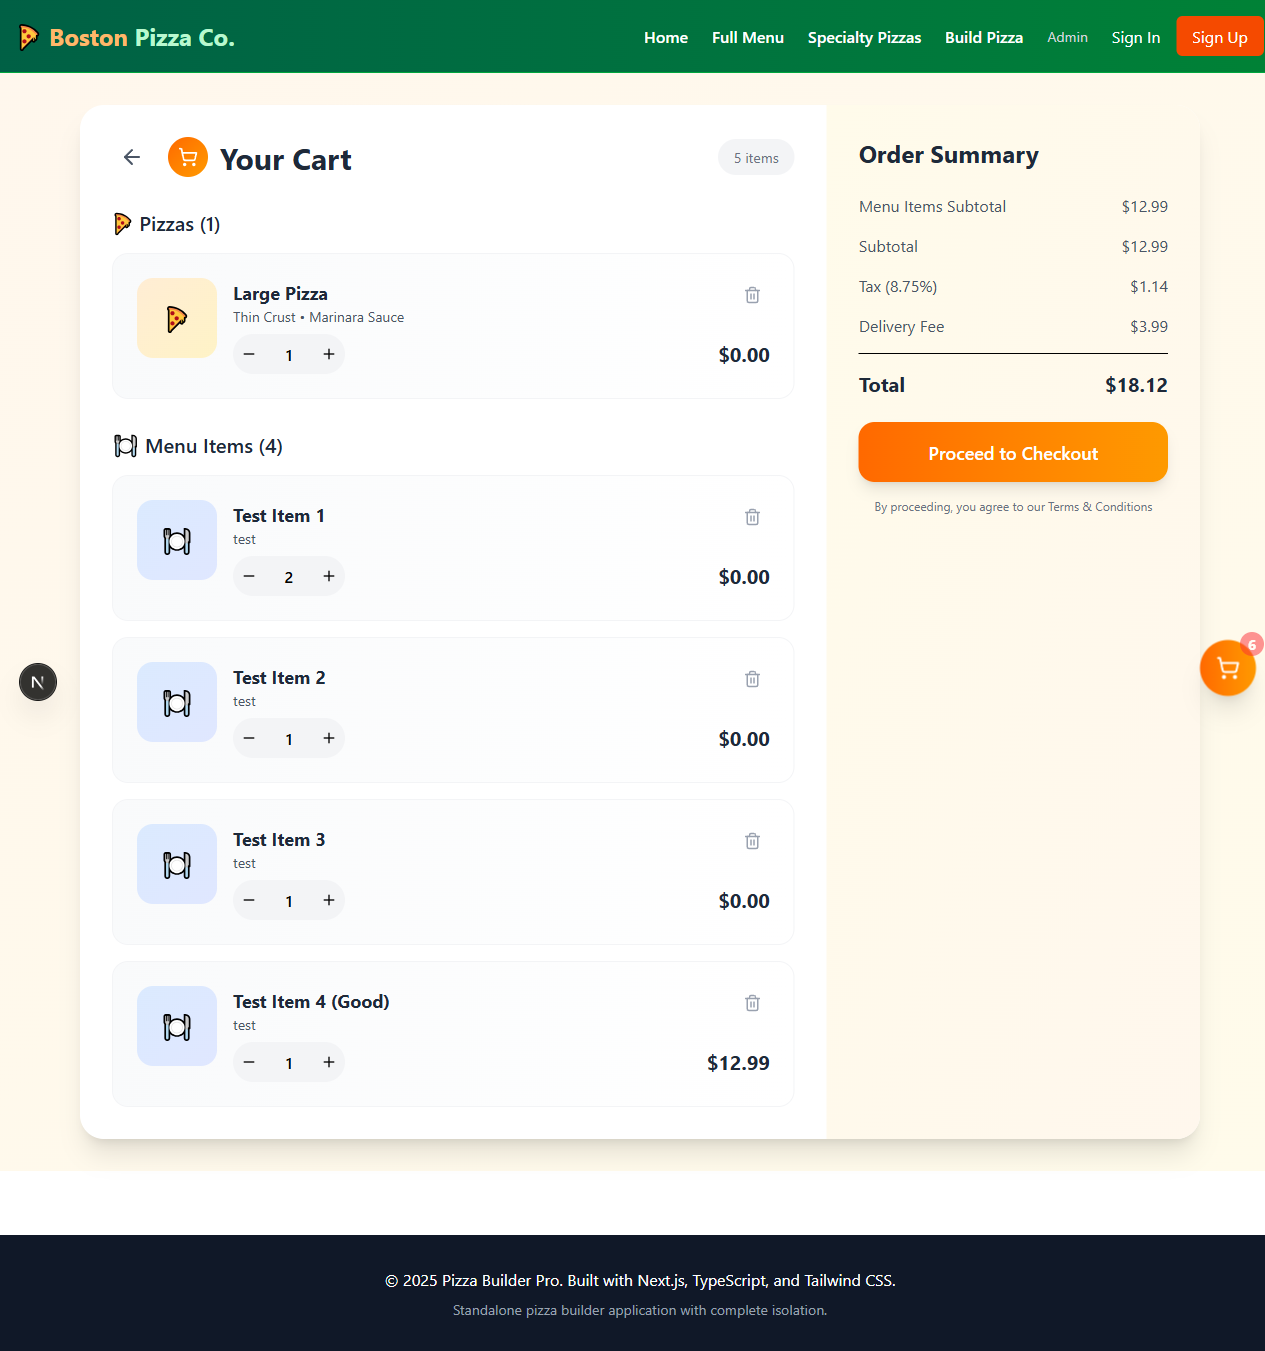 Boston Pizza Co.
Home Full Menu Specialty Pizzas Build Pizza Admin Sign In Sign Up
Your Cart
5 items
Pizzas (1)
Large Pizza
Thin Crust • Marinara Sauce
− 1 +
$0.00
Menu Items (4)
Test Item 1
test
− 2 +
$0.00
Test Item 2
test
− 1 +
$0.00
Test Item 3
test
− 1 +
$0.00
Test Item 4 (Good)
test
− 1 +
$12.99
Order Summary
Menu Items Subtotal $12.99
Subtotal $12.99
Tax (8.75%) $1.14
Delivery Fee $3.99
Total $18.12
Proceed to Checkout
By proceeding, you agree to our Terms & Conditions
6
N
© 2025 Pizza Builder Pro. Built with Next.js, TypeScript, and Tailwind CSS.
Standalone pizza builder application with complete isolation.